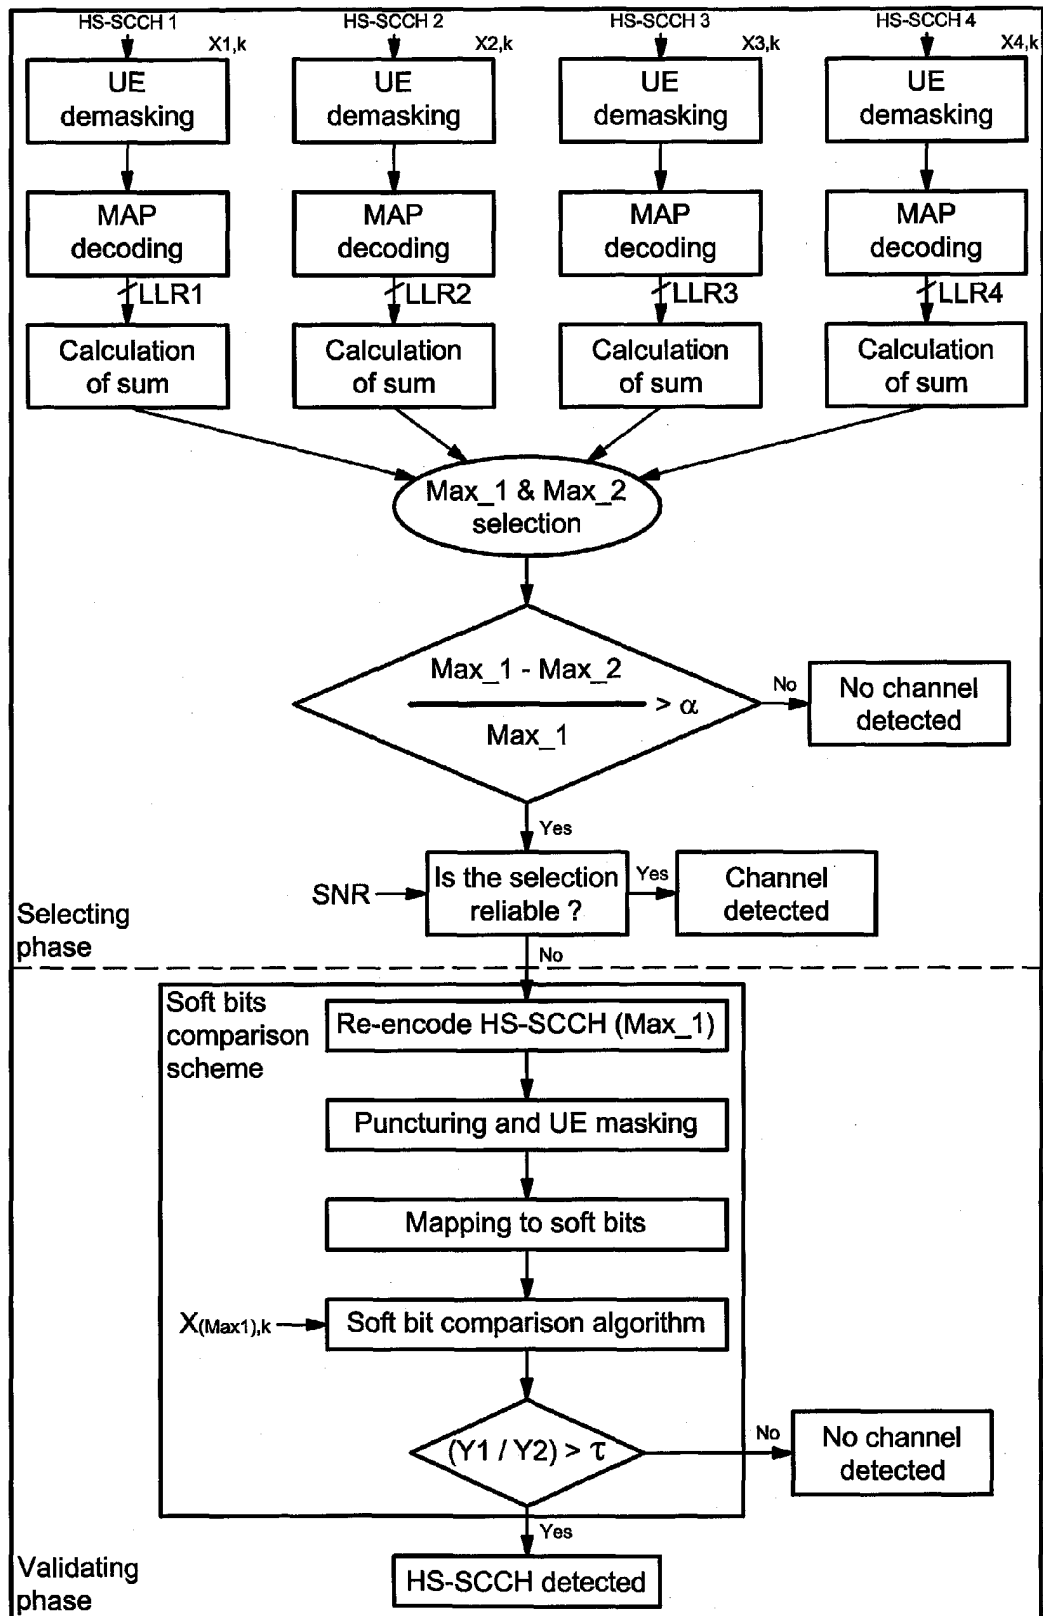 HS-SCCH 1
HS-SCCH 2
HS-SCCH 3
HS-SCCH 4
X1,k
X2,k
X3,k
X4,k
UE
demasking
UE
demasking
UE
demasking
UE
demasking
MAP
decoding
MAP
decoding
MAP
decoding
MAP
decoding
LLR1
LLR2
LLR3
LLR4
Calculation
of sum
Calculation
of sum
Calculation
of sum
Calculation
of sum
Max_1 & Max_2
selection
Max_1 - Max_2
> α
Max_1
No
No channel
detected
Yes
SNR
Is the selection
reliable ?
Yes
Channel
detected
Selecting
phase
No
Soft bits
comparison
scheme
Re-encode HS-SCCH (Max_1)
Puncturing and UE masking
Mapping to soft bits
X(Max1),k
Soft bit comparison algorithm
(Y1 / Y2) > τ
No
No channel
detected
Yes
HS-SCCH detected
Validating
phase